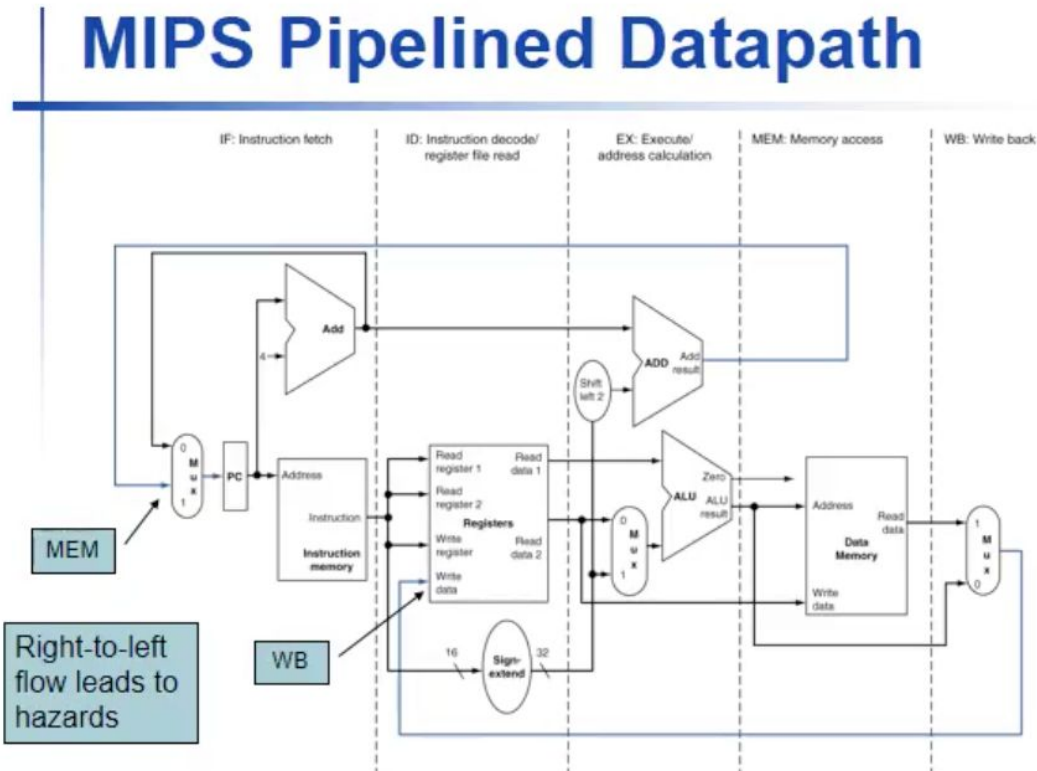 MIPS Pipelined Datapath
IF: Instruction fetch
ID: Instruction decode/
register file read
EX: Execute/
address calculation
MEM: Memory access
WB: Write back
Add
4
ADD
Add
result
Shift
left 2
0
M
u
x
1
PC
Address
Instruction
Instruction
memory
Read
register 1
Read
register 2
Write
register
Write
data
Registers
Read
data 1
Read
data 2
0
M
u
x
1
Zero
ALU
ALU
result
Address
Read
data
Data
Memory
Write
data
1
M
u
x
0
MEM
WB
16
Sign-
extend
32
Right-to-left
flow leads to
hazards